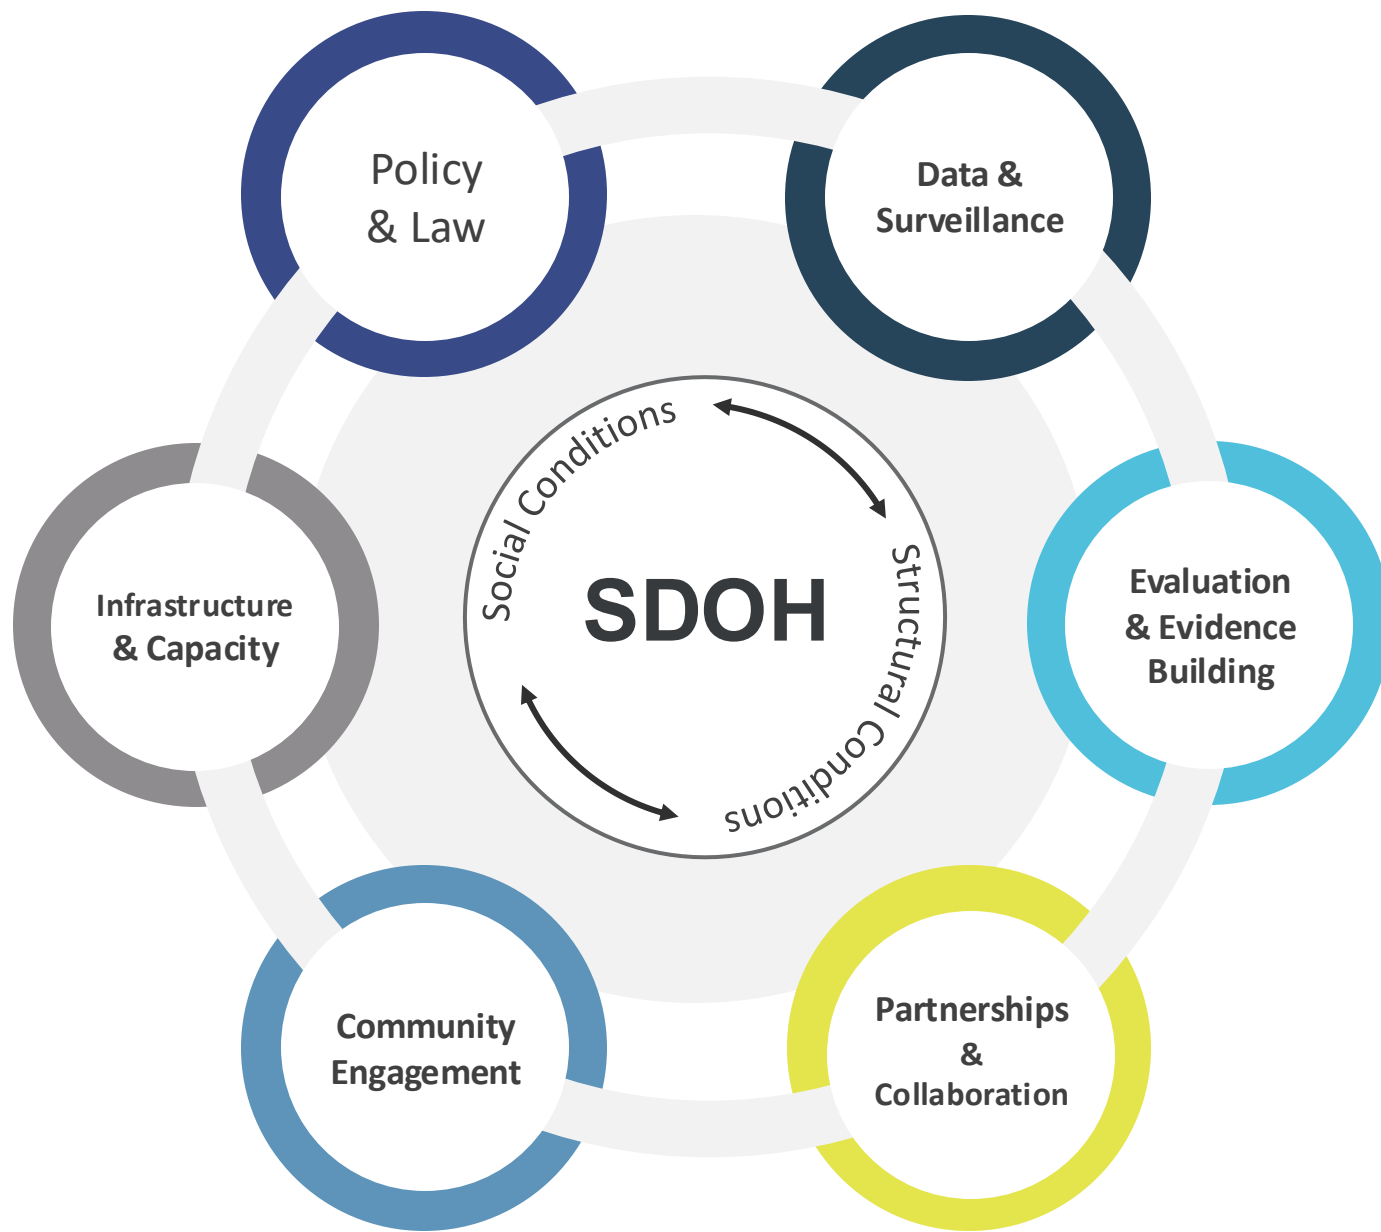 Policy
& Law
Data &
Surveillance
Social Conditions
Structural Conditions
SDOH
Infrastructure
& Capacity
Evaluation
& Evidence
Building
Community
Engagement
Partnerships
&
Collaboration